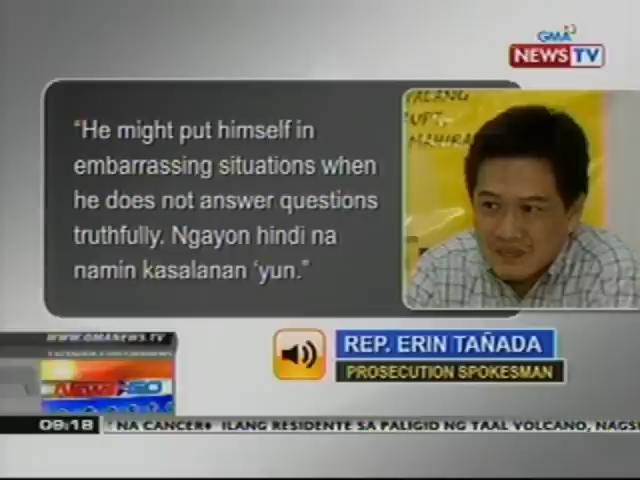 GMA
NEWS TV
"He might put himself in
embarrassing situations when
he does not answer questions
truthfully. Ngayon hindi na
namin kasalanan 'yun."
MAHIRA
REP. ERIN TAÑADA
PROSECUTION SPOKESMAN
WWW.GMANEWS.TV
09:18
NA CANCER ILANG RESIDENTE SA PALIGID NG TAAL VOLCANO, NAGS